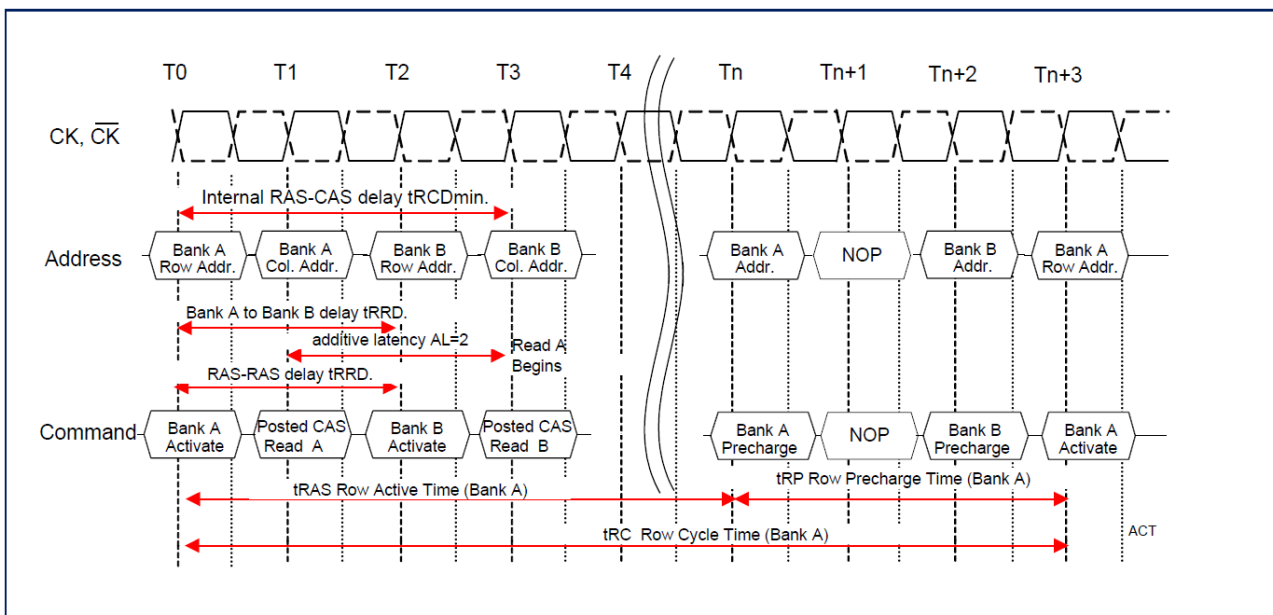 T0 T1 T2 T3 T4 Tn Tn+1 Tn+2 Tn+3
CK, CK
Internal RAS-CAS delay tRCDmin.
Address
Bank A
Row Addr.
Bank A
Col. Addr.
Bank B
Row Addr.
Bank B
Col. Addr.
Bank A
Addr.
NOP
Bank B
Addr.
Bank A
Row Addr.
Bank A to Bank B delay tRRD.
additive latency AL=2
Read A
Begins
RAS-RAS delay tRRD.
Command
Bank A
Activate
Posted CAS
Read A
Bank B
Activate
Posted CAS
Read B
Bank A
Precharge
NOP
Bank B
Precharge
Bank A
Activate
tRAS Row Active Time (Bank A)
tRP Row Precharge Time (Bank A)
tRC Row Cycle Time (Bank A)
ACT